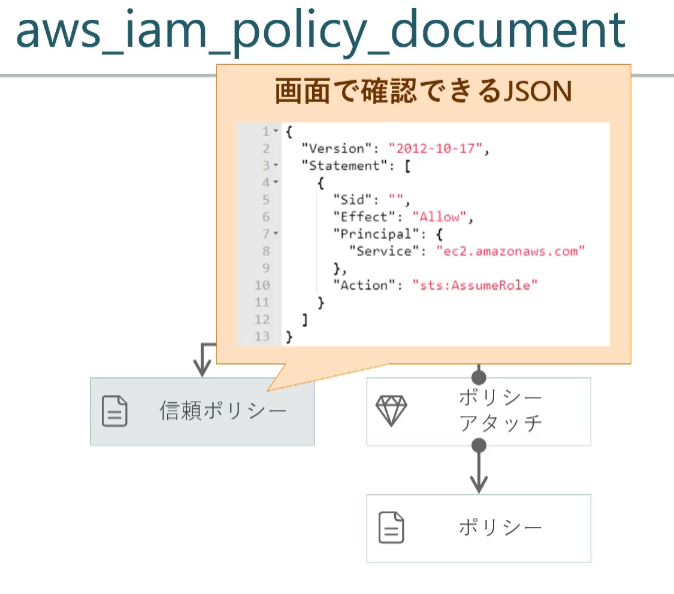 aws_iam_policy_document
画面で確認できるJSON
1 {
2 "Version": "2012-10-17",
3 "Statement": [
4 {
5 "Sid": "",
6 "Effect": "Allow",
7 "Principal": {
8 "Service": "ec2.amazonaws.com"
9 },
10 "Action": "sts:AssumeRole"
11 }
12 ]
13 }
信頼ポリシー
ポリシー
アタッチ
ポリシー